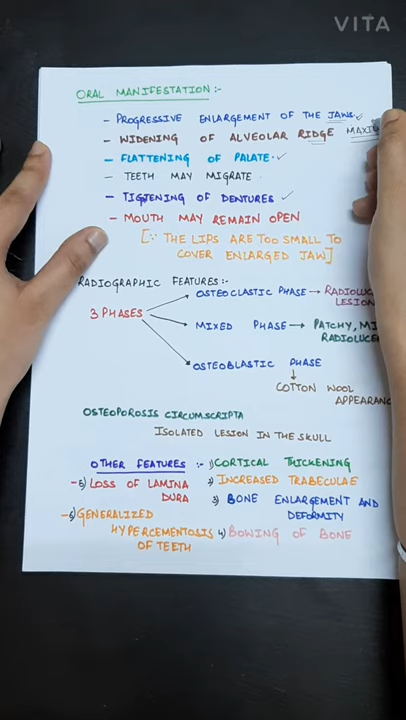 VITA
ORAL MANIFESTATION :-
- PROGRESSIVE ENLARGEMENT OF THE JAWS.
- WIDENING OF ALVEOLAR RIDGE
- FLATTENING OF PALATE.
- TEETH MAY MIGRATE
- TIGTENING OF DENTURES
- MOUTH MAY REMAIN OPEN
[∵ THE LIPS ARE TOO SMALL TO
COVER ENLARGED JAW]
RADIOGRAPHIC FEATURES :-
3 PHASES
OSTEOCLASTIC PHASE →
LESION
MIXED PHASE → PATCHY,
OSTEOBLASTIC PHASE
COTTON WOOL
OSTEOPOROSIS CIRCUMSCRIPTA
ISOLATED LESION IN THE SKULL
OTHER FEATURES :- 1) CORTICAL THICKENING
2) INCREASED TRABECULAE
3) BONE ENLARGEMENT AND
DEFORMITY
4) BOWING OF BONE
- 5) LOSS OF LAMINA
DURA
- 6) GENERALIZED
HYPERCEMENTOSIS
OF TEETH